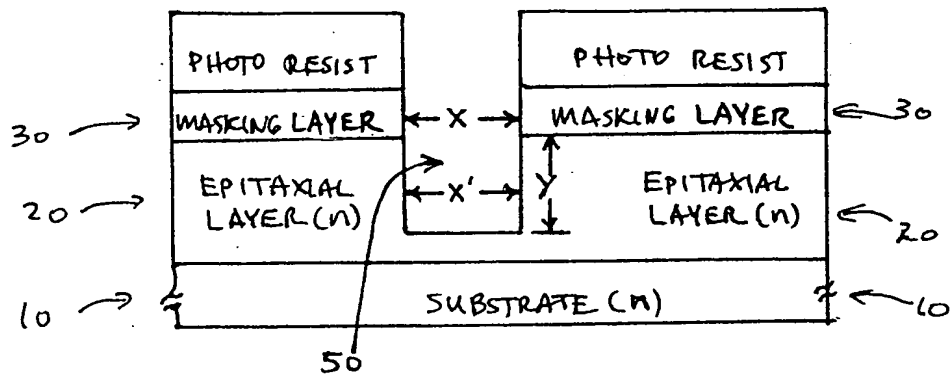 PHOTO RESIST
PHOTO RESIST
30
MASKING LAYER
X
MASKING LAYER
30
20
EPITAXIAL
LAYER (n)
X'
Y
EPITAXIAL
LAYER (n)
20
10
SUBSTRATE (n)
10
50